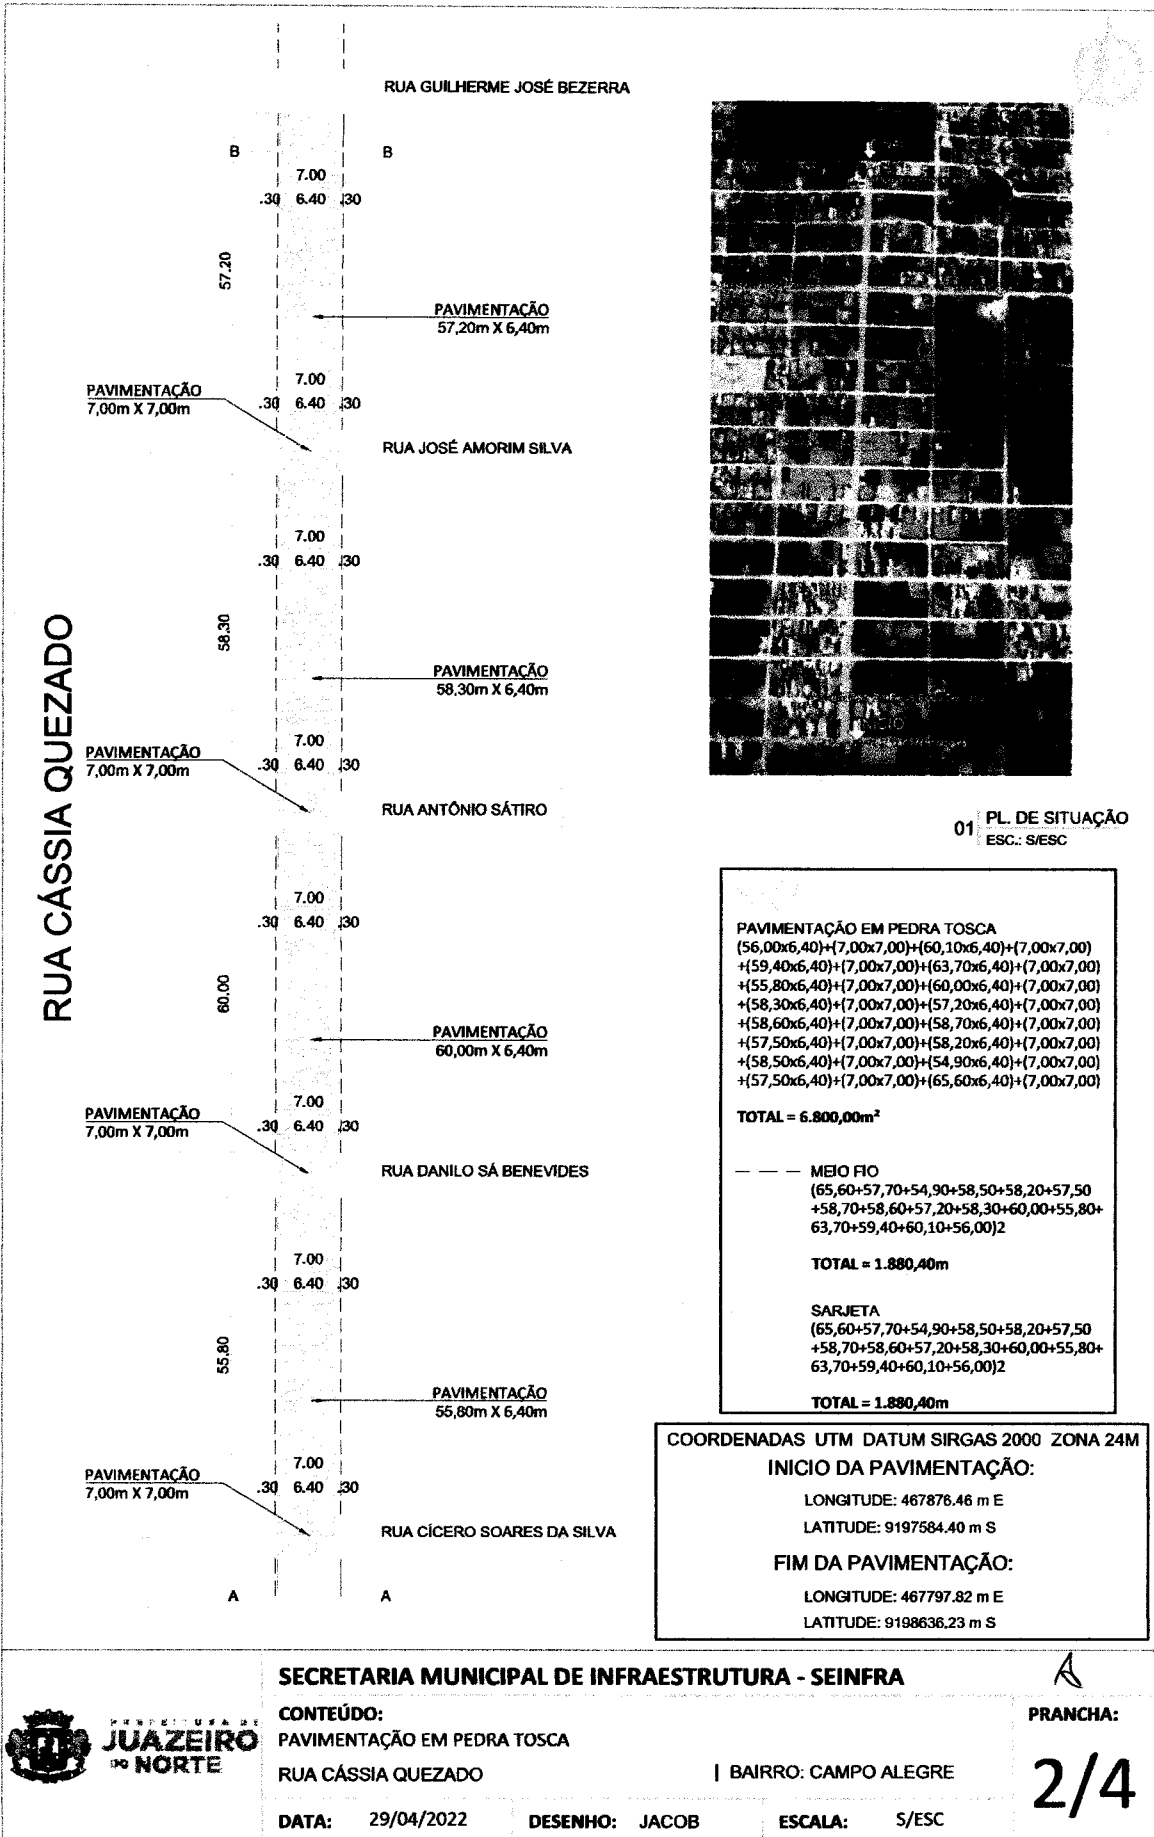 RUA GUILHERME JOSÉ BEZERRA
B B
7.00
.30 6.40 .30
57.20
PAVIMENTAÇÃO
57,20m X 6,40m
7.00
.30 6.40 .30
PAVIMENTAÇÃO
7,00m X 7,00m
RUA JOSÉ AMORIM SILVA
7.00
.30 6.40 .30
58.30
PAVIMENTAÇÃO
58,30m X 6,40m
7.00
.30 6.40 .30
PAVIMENTAÇÃO
7,00m X 7,00m
RUA ANTÔNIO SÁTIRO
RUA CÁSSIA QUEZADO
7.00
.30 6.40 .30
60.00
PAVIMENTAÇÃO
60,00m X 6,40m
7.00
.30 6.40 .30
PAVIMENTAÇÃO
7,00m X 7,00m
RUA DANILO SÁ BENEVIDES
7.00
.30 6.40 .30
55.80
PAVIMENTAÇÃO
55,80m X 6,40m
7.00
.30 6.40 .30
PAVIMENTAÇÃO
7,00m X 7,00m
RUA CÍCERO SOARES DA SILVA
A A
01 PL. DE SITUAÇÃO
ESC.: S/ESC
PAVIMENTAÇÃO EM PEDRA TOSCA
(56,00x6,40)+(7,00x7,00)+(60,10x6,40)+(7,00x7,00)
+(59,40x6,40)+(7,00x7,00)+(63,70x6,40)+(7,00x7,00)
+(55,80x6,40)+(7,00x7,00)+(60,00x6,40)+(7,00x7,00)
+(58,30x6,40)+(7,00x7,00)+(57,20x6,40)+(7,00x7,00)
+(58,60x6,40)+(7,00x7,00)+(58,70x6,40)+(7,00x7,00)
+(57,50x6,40)+(7,00x7,00)+(58,20x6,40)+(7,00x7,00)
+(58,50x6,40)+(7,00x7,00)+(54,90x6,40)+(7,00x7,00)
+(57,50x6,40)+(7,00x7,00)+(65,60x6,40)+(7,00x7,00)
TOTAL = 6.800,00m²
MEIO FIO
(65,60+57,70+54,90+58,50+58,20+57,50
+58,70+58,60+57,20+58,30+60,00+55,80+
63,70+59,40+60,10+56,00)2
TOTAL = 1.880,40m
SARJETA
(65,60+57,70+54,90+58,50+58,20+57,50
+58,70+58,60+57,20+58,30+60,00+55,80+
63,70+59,40+60,10+56,00)2
TOTAL = 1.880,40m
COORDENADAS UTM DATUM SIRGAS 2000 ZONA 24M
INICIO DA PAVIMENTAÇÃO:
LONGITUDE: 467876.46 m E
LATITUDE: 9197584.40 m S
FIM DA PAVIMENTAÇÃO:
LONGITUDE: 467797.82 m E
LATITUDE: 9198636.23 m S
SECRETARIA MUNICIPAL DE INFRAESTRUTURA - SEINFRA
PREFEITURA DE
JUAZEIRO
DO NORTE
CONTEÚDO:
PAVIMENTAÇÃO EM PEDRA TOSCA
RUA CÁSSIA QUEZADO
BAIRRO: CAMPO ALEGRE
PRANCHA:
2/4
DATA: 29/04/2022 DESENHO: JACOB ESCALA: S/ESC